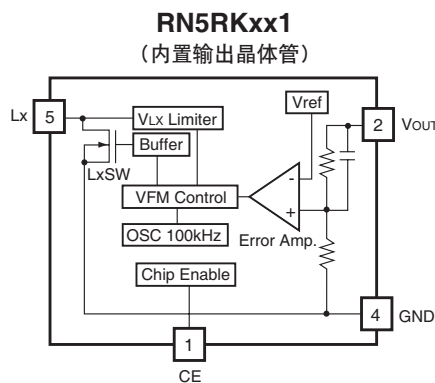 RN5RKxx1
（内置输出晶体管）
Lx 5
VLX Limiter
Vref
2 VOUT
Buffer
LxSW
VFM Control
-
+
OSC 100kHz
Error Amp.
Chip Enable
4 GND
1
CE